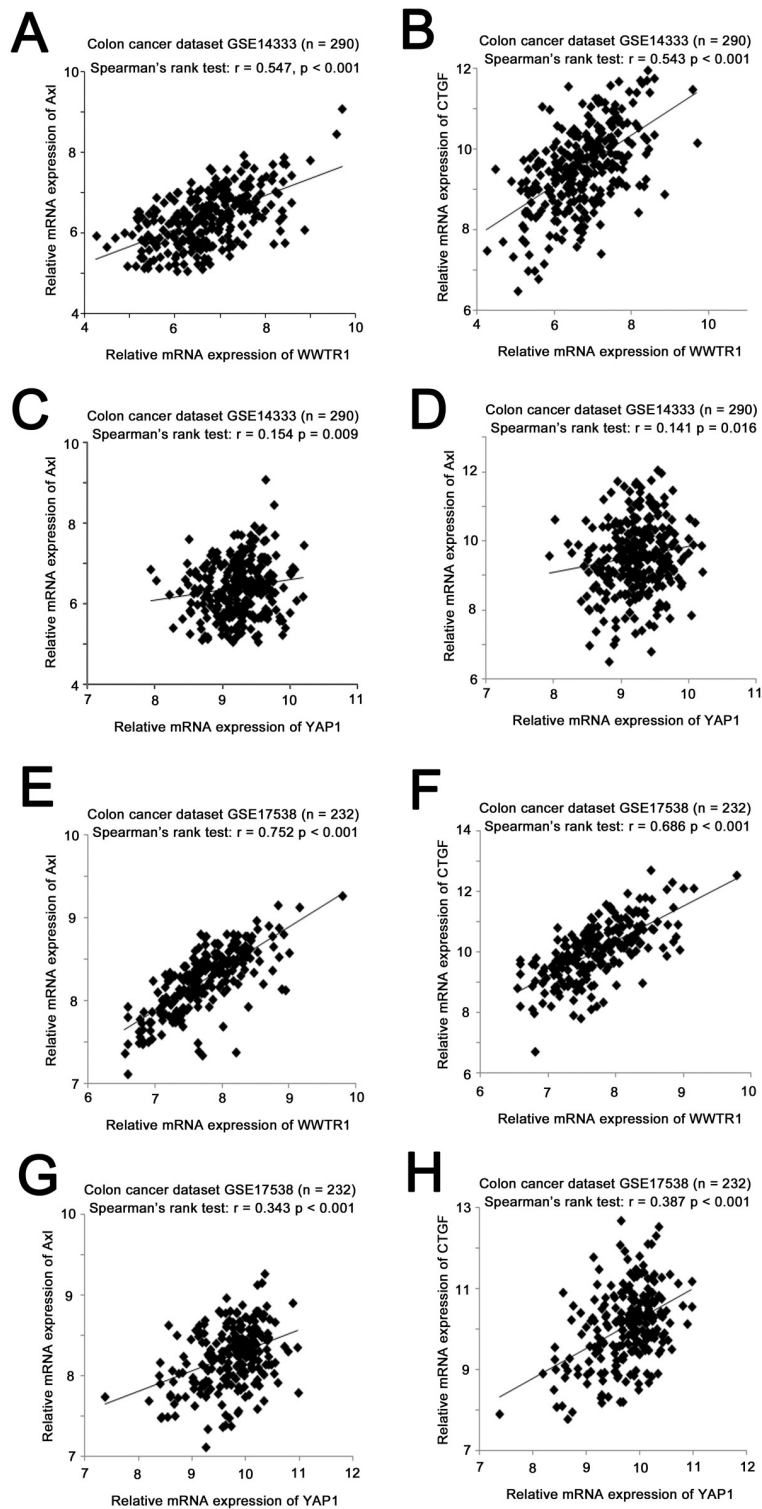 A
Colon cancer dataset GSE14333 (n = 290)
Spearman's rank test: r = 0.547, p < 0.001
Relative mRNA expression of Axl
10
8
6
4
4
6
8
10
Relative mRNA expression of WWTR1
B
Colon cancer dataset GSE14333 (n = 290)
Spearman's rank test: r = 0.543 p < 0.001
Relative mRNA expression of CTGF
12
10
8
6
4
6
8
10
Relative mRNA expression of WWTR1
C
Colon cancer dataset GSE14333 (n = 290)
Spearman's rank test: r = 0.154 p = 0.009
Relative mRNA expression of Axl
10
8
6
4
7
8
9
10
11
Relative mRNA expression of YAP1
D
Colon cancer dataset GSE14333 (n = 290)
Spearman's rank test: r = 0.141 p = 0.016
Relative mRNA expression of Axl
12
10
8
6
7
8
9
10
11
Relative mRNA expression of YAP1
E
Colon cancer dataset GSE17538 (n = 232)
Spearman's rank test: r = 0.752 p < 0.001
Relative mRNA expression of Axl
10
9
8
7
6
7
8
9
10
Relative mRNA expression of WWTR1
F
Colon cancer dataset GSE17538 (n = 232)
Spearman's rank test: r = 0.686 p < 0.001
Relative mRNA expression of CTGF
14
12
10
8
6
6
7
8
9
10
Relative mRNA expression of WWTR1
G
Colon cancer dataset GSE17538 (n = 232)
Spearman's rank test: r = 0.343 p < 0.001
Relative mRNA expression of Axl
10
9
8
7
7
8
9
10
11
12
Relative mRNA expression of YAP1
H
Colon cancer dataset GSE17538 (n = 232)
Spearman's rank test: r = 0.387 p < 0.001
Relative mRNA expression of CTGF
13
11
9
7
7
8
9
10
11
12
Relative mRNA expression of YAP1